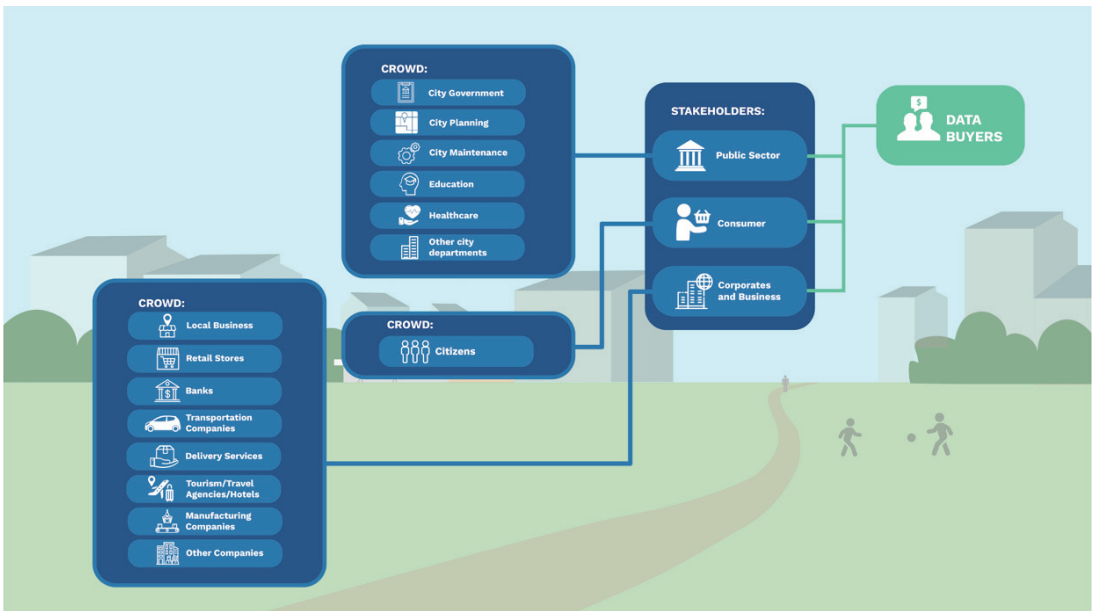 CROWD:
City Government
City Planning
City Maintenance
Education
Healthcare
Other city
departments
STAKEHOLDERS:
Public Sector
Consumer
Corporates
and Business
$
DATA
BUYERS
CROWD:
Local Business
Retail Stores
Banks
$
Transportation
Companies
Delivery Services
Tourism/Travel
Agencies/Hotels
Manufacturing
Companies
Other Companies
CROWD:
Citizens